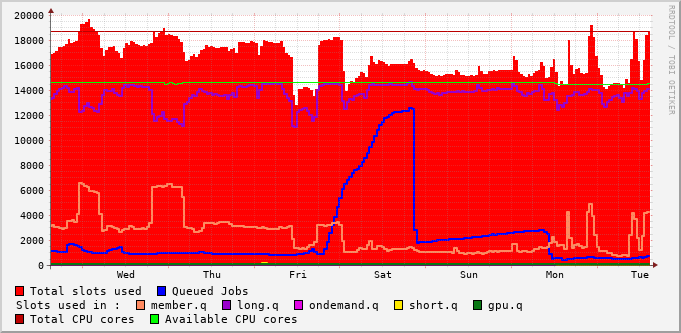 20000
18000
16000
14000
12000
10000
8000
6000
4000
2000
0
Wed Thu Fri Sat Sun Mon Tue
RRDTOOL / TOBI OETIKER
Total slots used Queued Jobs
Slots used in : member.q long.q ondemand.q short.q gpu.q
Total CPU cores Available CPU cores